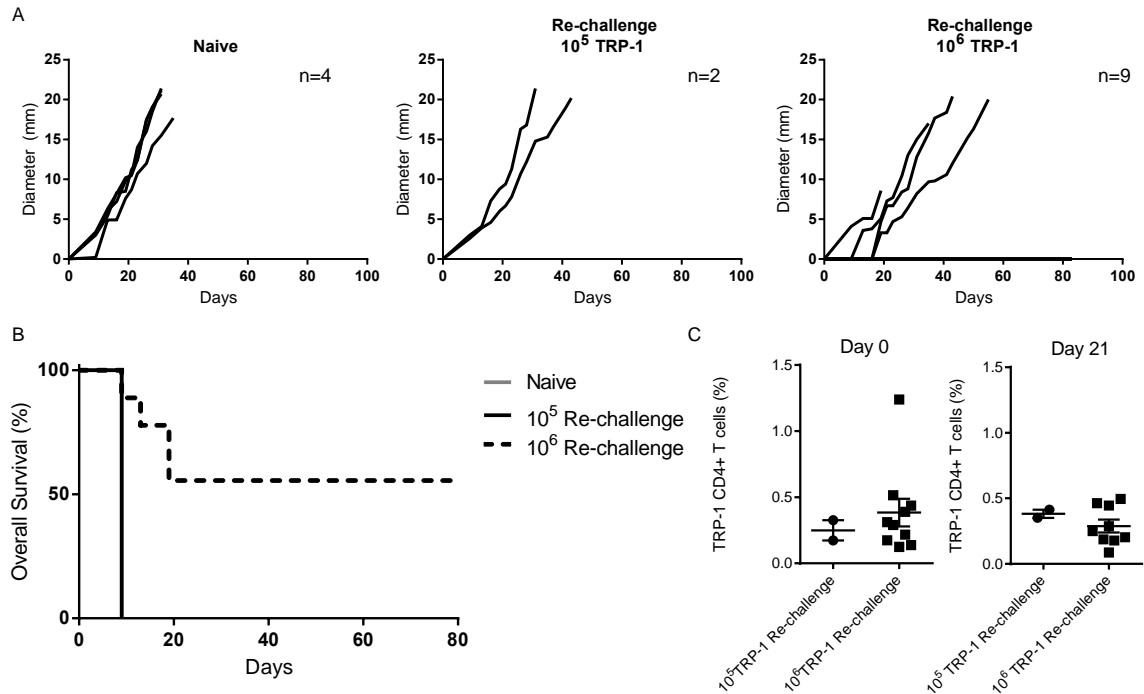 A
Naive
n=4
Diameter (mm)
25
20
15
10
5
0
0 20 40 60 80 100
Days
Re-challenge
10⁵ TRP-1
n=2
Diameter (mm)
25
20
15
10
5
0
0 20 40 60 80 100
Days
Re-challenge
10⁶ TRP-1
n=9
Diameter (mm)
25
20
15
10
5
0
0 20 40 60 80 100
Days
B
Overall Survival (%)
100
50
0
0 20 40 60 80
Days
Naive
10⁵ Re-challenge
10⁶ Re-challenge
C
Day 0
TRP-1 CD4+ T cells (%)
1.5
1.0
0.5
0.0
10⁵TRP-1 Re-challenge
10⁶TRP-1 Re-challenge
Day 21
TRP-1 CD4+ T cells (%)
1.5
1.0
0.5
0.0
10⁵ TRP-1 Re-challenge
10⁶ TRP-1 Re-challenge